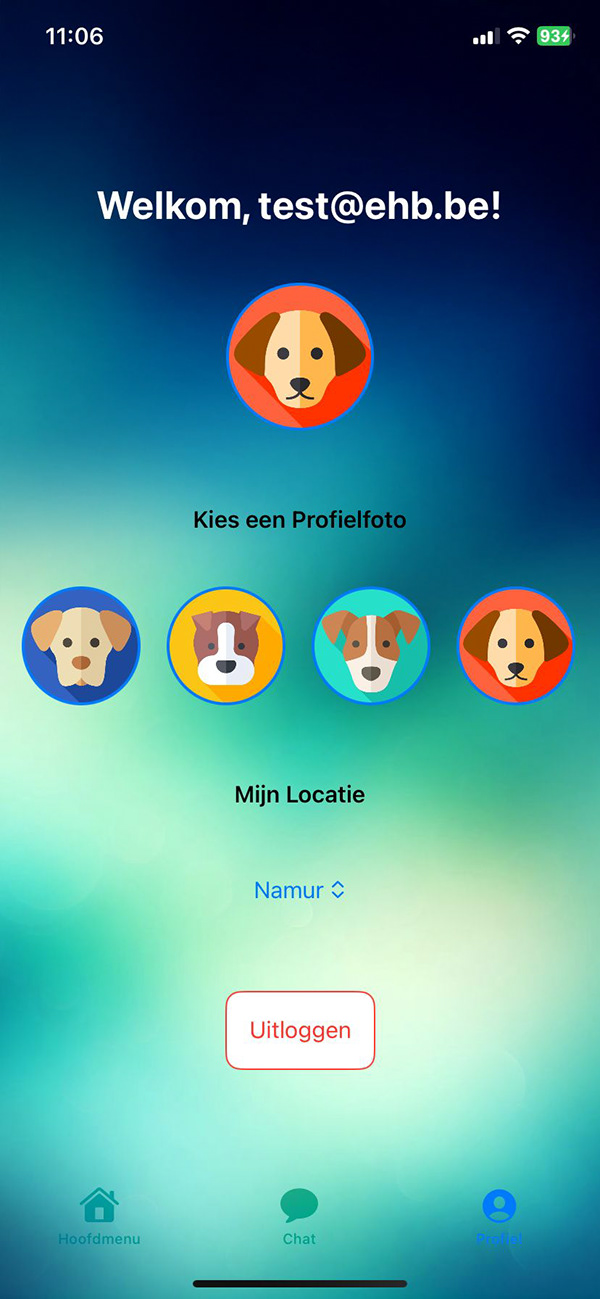 11:06
93
Welkom, test@ehb.be!
Kies een Profielfoto
Mijn Locatie
Namur
Uitloggen
Hoofdmenu
Chat
Profiel